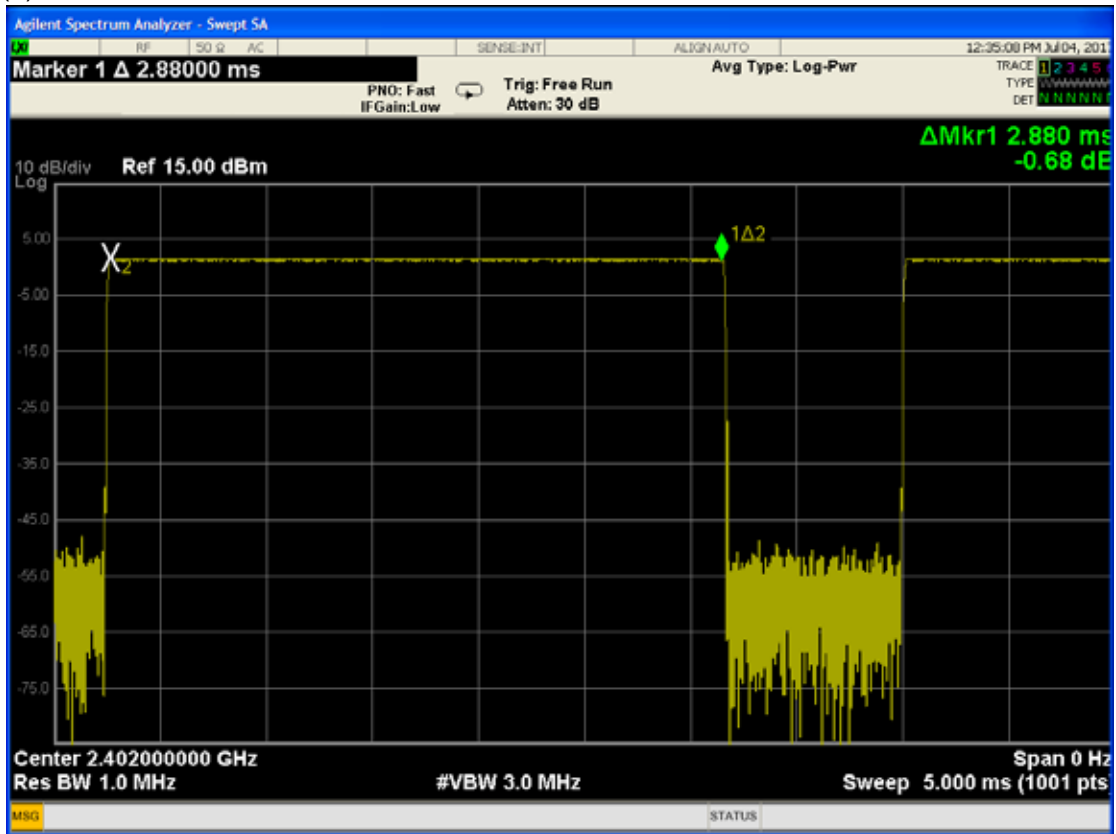 Agilent Spectrum Analyzer - Swept SA
LXI RF 50 Ω AC SENSE:INT ALIGNAUTO 12:35:08 PM Jul 04, 201
Marker 1 Δ 2.88000 ms
PNO: Fast
IFGain:Low
Trig: Free Run
Atten: 30 dB
Avg Type: Log-Pwr
TRACE 1 2 3 4 5
TYPE
DET N N N N N
ΔMkr1 2.880 ms
-0.68 dB
10 dB/div Ref 15.00 dBm
Log
5.00
-5.00
-15.0
-25.0
-35.0
-45.0
-55.0
-65.0
-75.0
X2
1Δ2
Center 2.402000000 GHz Span 0 Hz
Res BW 1.0 MHz #VBW 3.0 MHz Sweep 5.000 ms (1001 pts
MSG STATUS